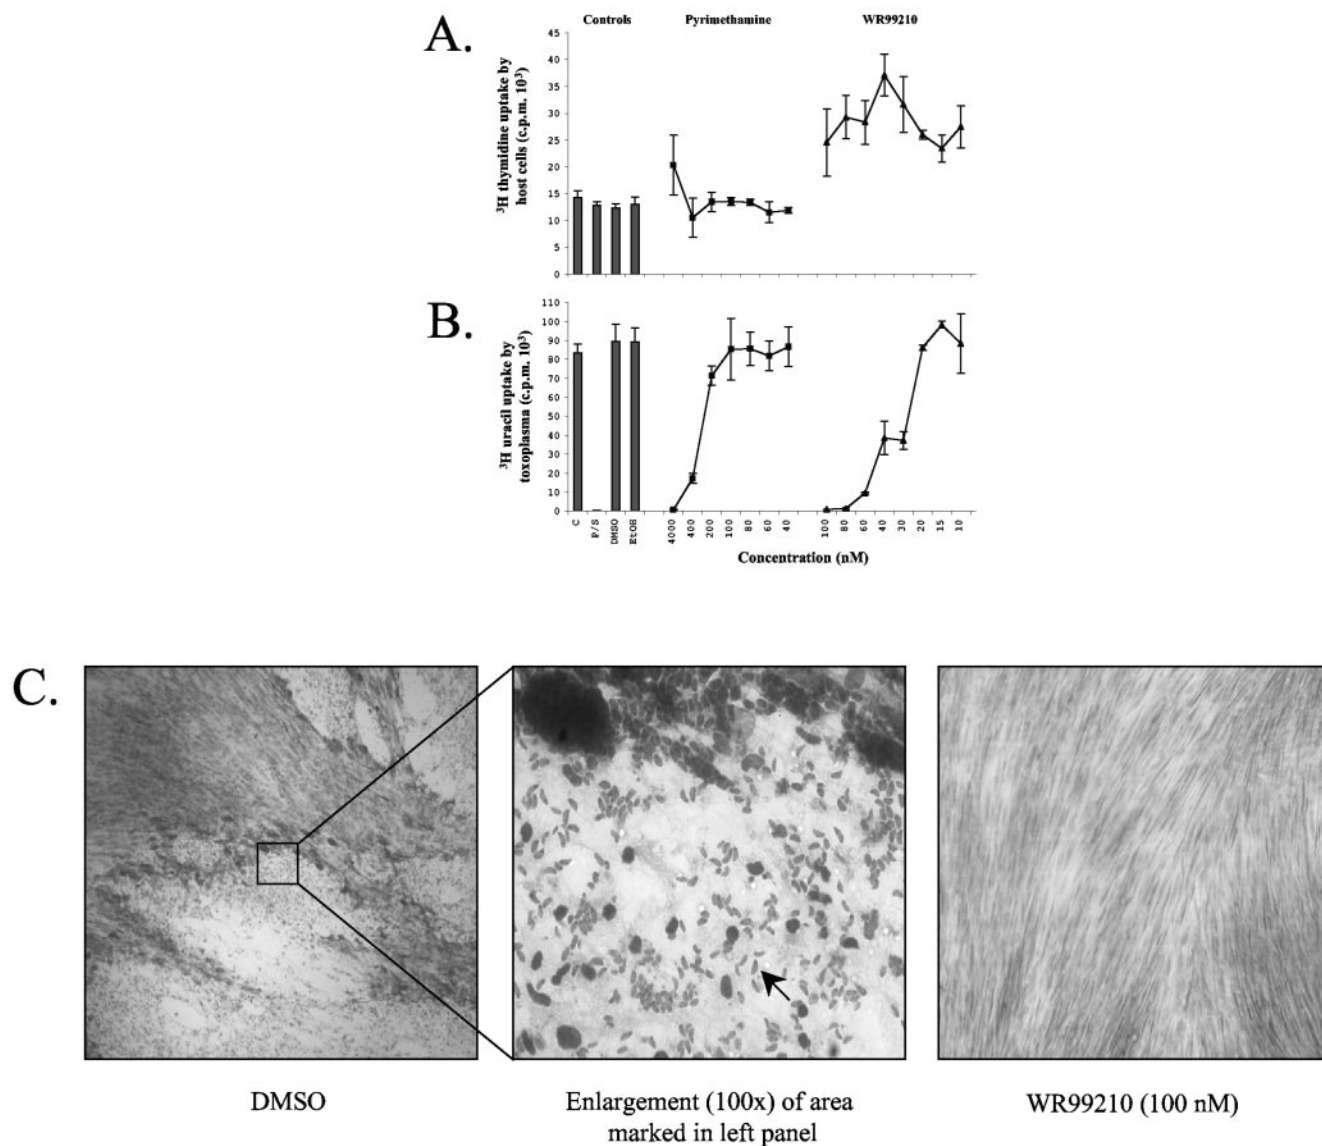 A.
Controls
Pyrimethamine
WR99210
³H thymidine uptake by
host cells (c.p.m. 10³)
45
40
35
30
25
20
15
10
5
0
B.
³H uracil uptake by
toxoplasma (c.p.m. 10³)
110
100
90
80
70
60
50
40
30
20
10
0
C
P/S
DMSO
EtOH
4000
400
200
100
80
60
40
100
80
60
40
30
20
15
10
Concentration (nM)
C.
DMSO
Enlargement (100x) of area
marked in left panel
WR99210 (100 nM)